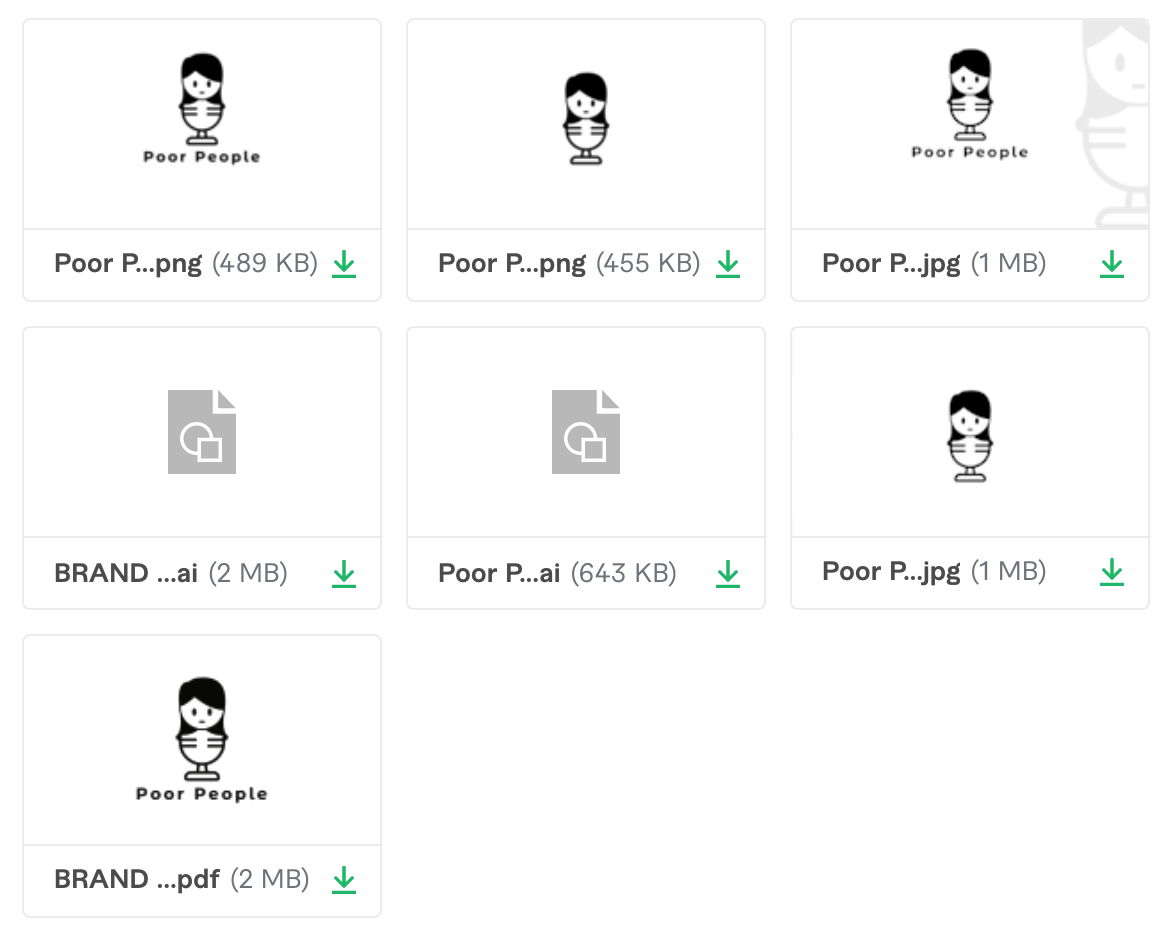 Poor People
Poor P...png (489 KB)
Poor P...png (455 KB)
Poor People
Poor P...jpg (1 MB)
BRAND ...ai (2 MB)
Poor P...ai (643 KB)
Poor P...jpg (1 MB)
Poor People
BRAND ...pdf (2 MB)